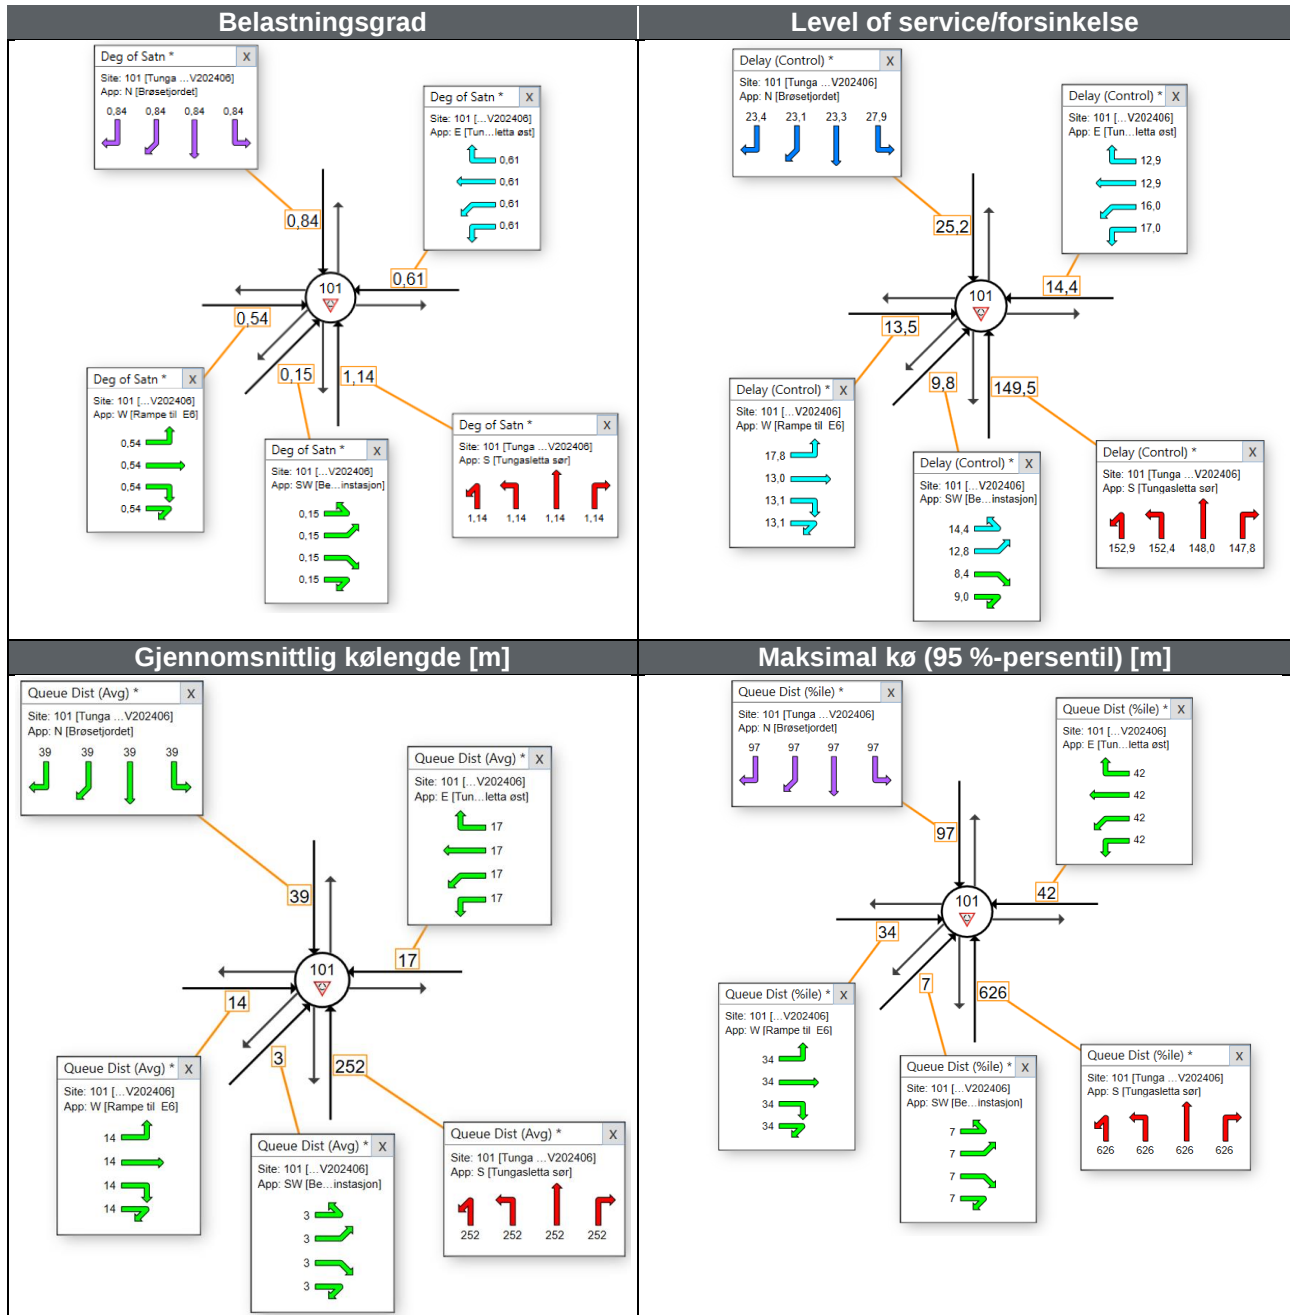 Belastningsgrad
Deg of Satn * X
Site: 101 [Tunga ...V202406]
App: N [Brøsetjordet]
0,84 0,84 0,84 0,84
Deg of Satn * X
Site: 101 [...V202406]
App: E [Tun...letta øst]
0,61
0,61
0,61
0,61
0,84
101
0,61
0,54
0,15
1,14
Deg of Satn * X
Site: 101 [...V202406]
App: W [Rampe til E6]
0,54
0,54
0,54
0,54
Deg of Satn * X
Site: 101 [...V202406]
App: SW [Be...instasjon]
0,15
0,15
0,15
0,15
Deg of Satn * X
Site: 101 [Tunga ...V202406]
App: S [Tungasletta sør]
1,14 1,14 1,14 1,14
Level of service/forsinkelse
Delay (Control) * X
Site: 101 [Tunga ...V202406]
App: N [Brøsetjordet]
23,4 23,1 23,3 27,9
Delay (Control) * X
Site: 101 [...V202406]
App: E [Tun...letta øst]
12,9
12,9
16,0
17,0
25,2
101
14,4
13,5
9,8
149,5
Delay (Control) * X
Site: 101 [...V202406]
App: W [Rampe til E6]
17,8
13,0
13,1
13,1
Delay (Control) * X
Site: 101 [...V202406]
App: SW [Be...instasjon]
14,4
12,8
8,4
9,0
Delay (Control) * X
Site: 101 [Tunga ...V202406]
App: S [Tungasletta sør]
152,9 152,4 148,0 147,8
Gjennomsnittlig kølengde [m]
Queue Dist (Avg) * X
Site: 101 [Tunga ...V202406]
App: N [Brøsetjordet]
39 39 39 39
Queue Dist (Avg) * X
Site: 101 [...V202406]
App: E [Tun...letta øst]
17
17
17
17
39
101
17
14
3
252
Queue Dist (Avg) * X
Site: 101 [...V202406]
App: W [Rampe til E6]
14
14
14
14
Queue Dist (Avg) * X
Site: 101 [...V202406]
App: SW [Be...instasjon]
3
3
3
3
Queue Dist (Avg) * X
Site: 101 [Tunga ...V202406]
App: S [Tungasletta sør]
252 252 252 252
Maksimal kø (95 %-persentil) [m]
Queue Dist (%ile) * X
Site: 101 [Tunga ...V202406]
App: N [Brøsetjordet]
97 97 97 97
Queue Dist (%ile) * X
Site: 101 [...V202406]
App: E [Tun...letta øst]
42
42
42
42
97
101
42
34
7
626
Queue Dist (%ile) * X
Site: 101 [...V202406]
App: W [Rampe til E6]
34
34
34
34
Queue Dist (%ile) * X
Site: 101 [...V202406]
App: SW [Be...instasjon]
7
7
7
7
Queue Dist (%ile) * X
Site: 101 [Tunga ...V202406]
App: S [Tungasletta sør]
626 626 626 626